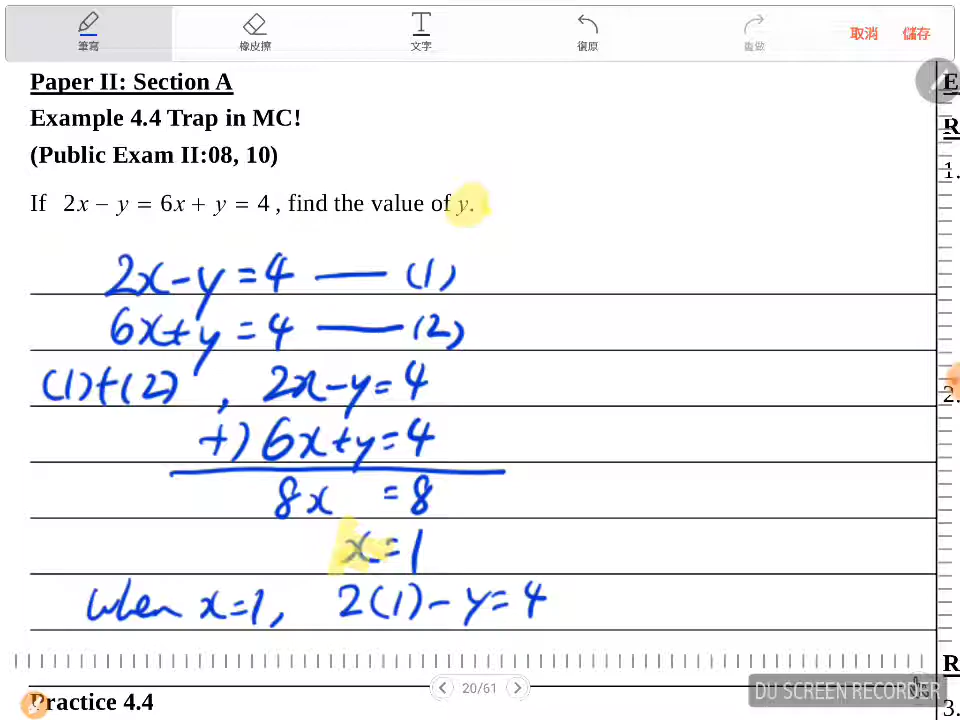 筆寫 橡皮擦 文字 復原 重做 取消 儲存
Paper II: Section A
Example 4.4 Trap in MC!
(Public Exam II:08, 10)
If 2x − y = 6x + y = 4 , find the value of y.
2x-y=4 — (1)
6x+y=4 — (2)
(1)+(2) , 2x-y=4
+) 6x+y=4
8x =8
x=1
When x=1, 2(1)-y=4
20/61
Practice 4.4
E
R
1.
2.
R
3.
DU SCREEN RECORDER